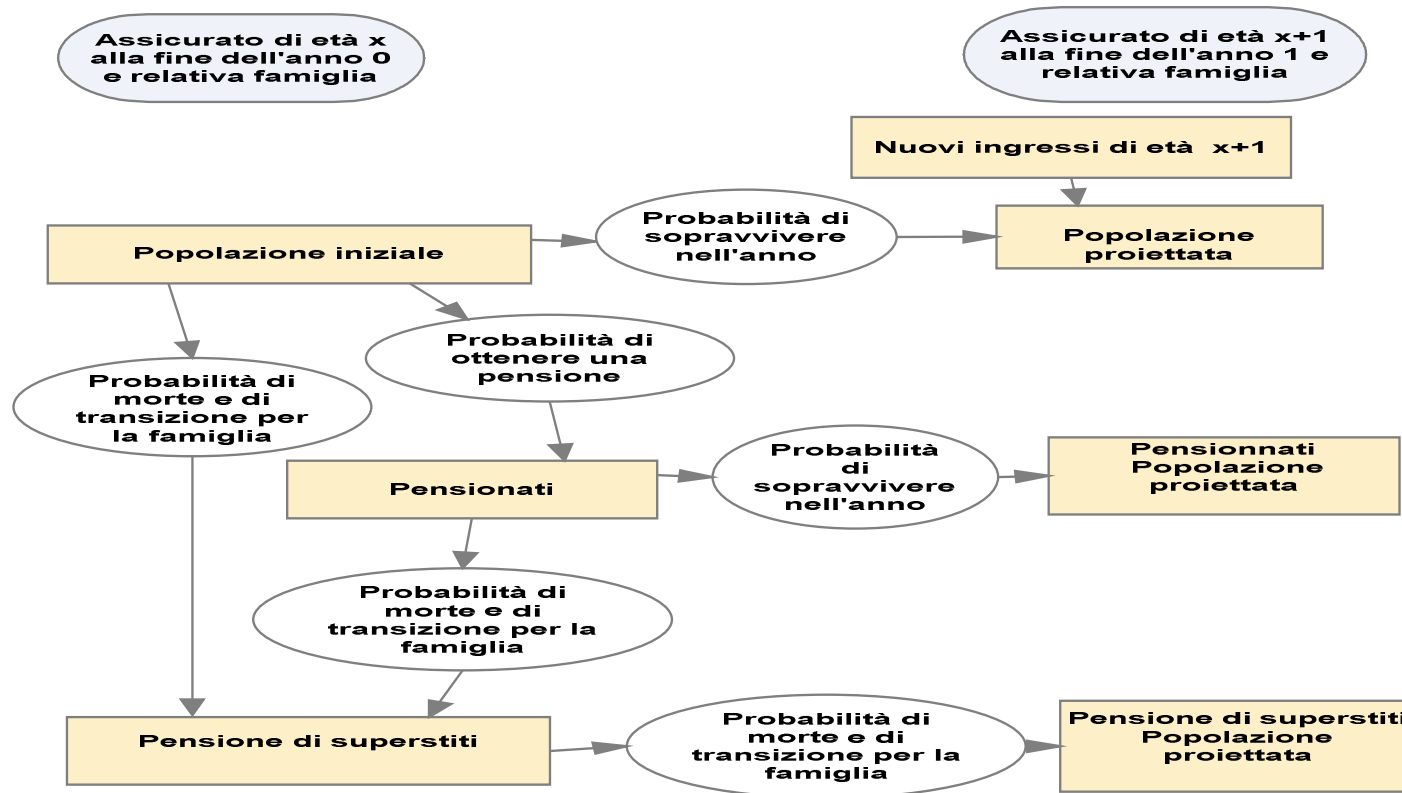 Assicurato di età x
alla fine dell'anno 0
e relativa famiglia
Assicurato di età x+1
alla fine dell'anno 1 e
relativa famiglia
Nuovi ingressi di età x+1
Probabilità di
sopravvivere
nell'anno
Popolazione
proiettata
Popolazione iniziale
Probabilità di
ottenere una
pensione
Probabilità di
morte e di
transizione per
la famiglia
Probabilità
di
sopravvivere
nell'anno
Pensionnati
Popolazione
proiettata
Pensionati
Probabilità di
morte e di
transizione per la
famiglia
Pensione di superstiti
Probabilità di
morte e di
transizione per la
famiglia
Pensione di superstiti
Popolazione
proiettata